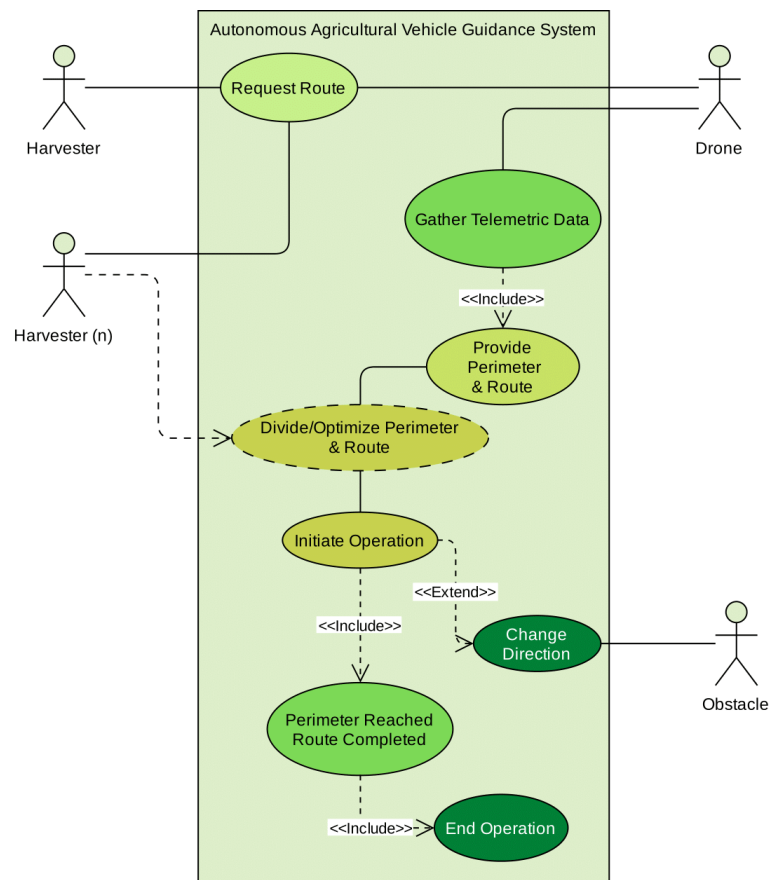 Autonomous Agricultural Vehicle Guidance System
Request Route
Harvester
Drone
Gather Telemetric Data
<<Include>>
Harvester (n)
Provide
Perimeter
& Route
Divide/Optimize Perimeter
& Route
Initiate Operation
<<Extend>>
<<Include>>
Change
Direction
Obstacle
Perimeter Reached
Route Completed
<<Include>>
End Operation